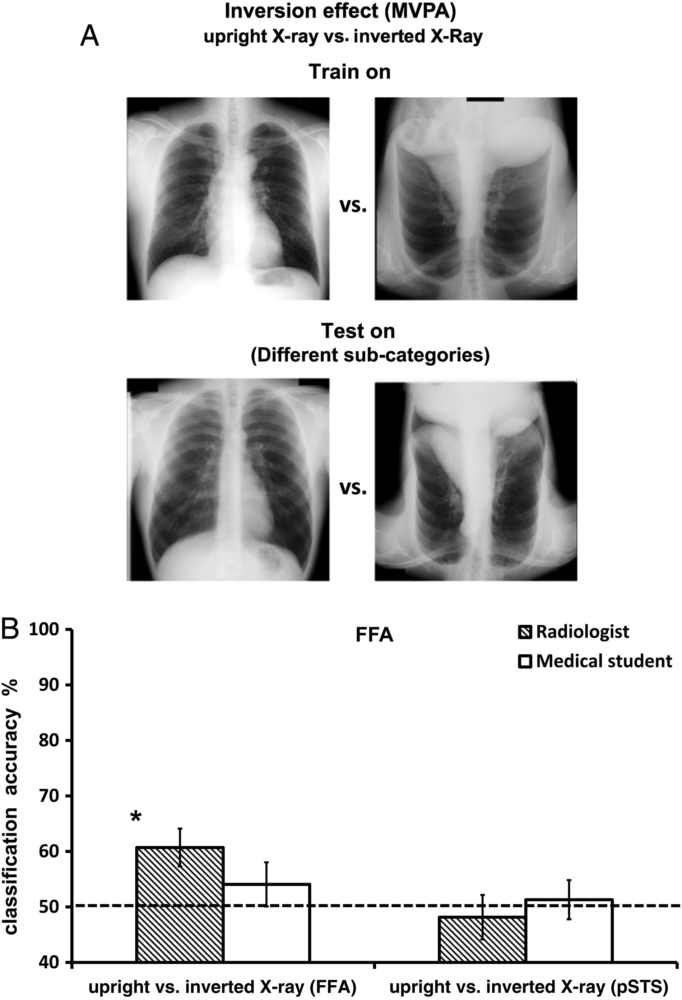 A
Inversion effect (MVPA)
upright X-ray vs. inverted X-Ray
Train on
vs.
Test on
(Different sub-categories)
vs.
B
FFA
Radiologist
Medical student
classification accuracy %
100
90
80
70
60
50
40
*
upright vs. inverted X-ray (FFA)
upright vs. inverted X-ray (pSTS)